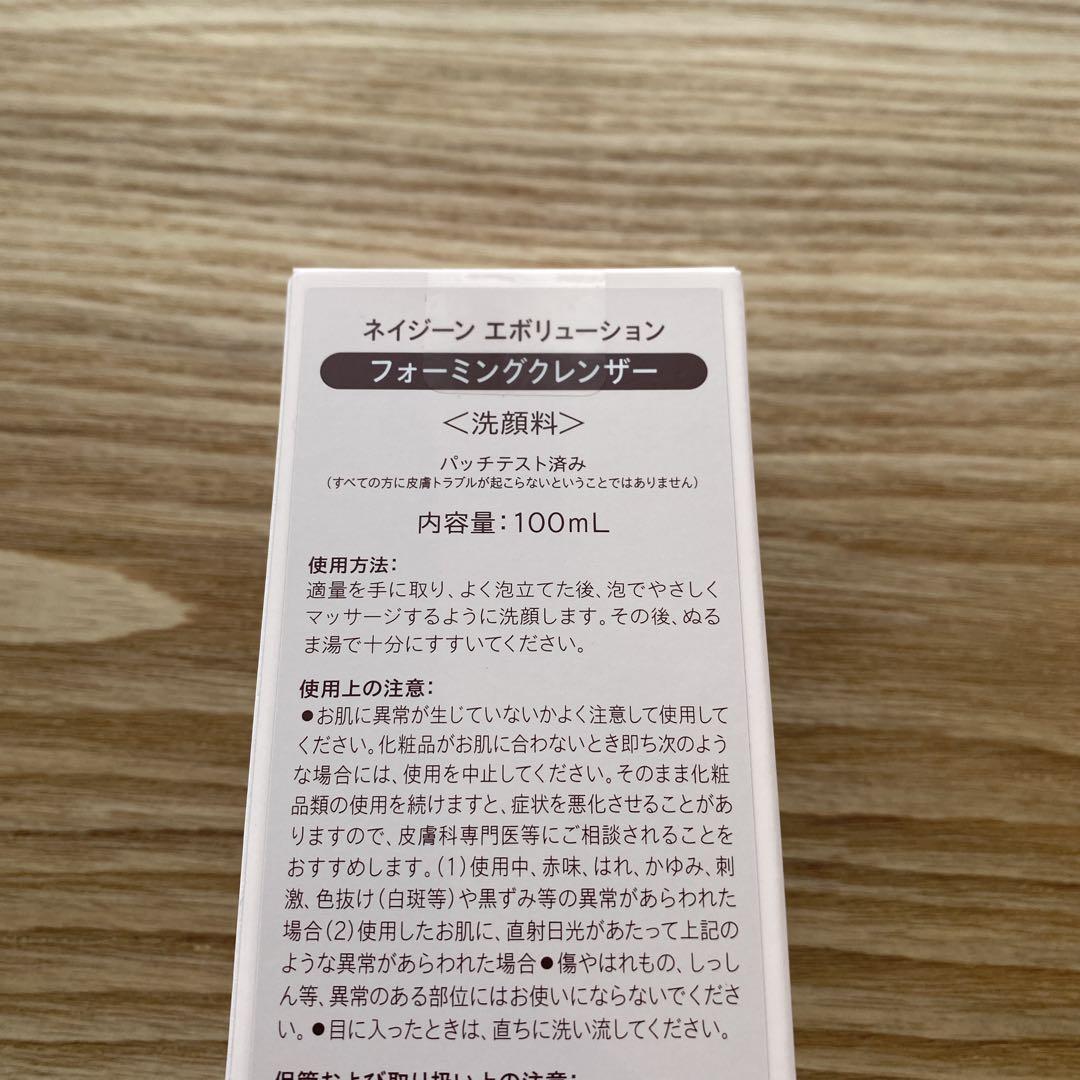 ネイジーン エボリューション
フォーミングクレンザー
＜洗顔料＞
パッチテスト済み
（すべての方に皮膚トラブルが起こらないということではありません）
内容量：100mL
使用方法：
適量を手に取り、よく泡立てた後、泡でやさしく
マッサージするように洗顔します。その後、ぬる
ま湯で十分にすすいてください。
使用上の注意：
●お肌に異常が生じていないかよく注意して使用して
ください。化粧品がお肌に合わないとき即ち次のよう
な場合には、使用を中止してください。そのまま化粧
品類の使用を続けますと、症状を悪化させることがあ
りますので、皮膚科専門医等にご相談されることを
おすすめします。(1)使用中、赤味、はれ、かゆみ、刺
激、色抜け（白斑等）や黒ずみ等の異常があらわれた
場合(2)使用したお肌に、直射日光があたって上記の
ような異常があらわれた場合●傷やはれもの、しっし
ん等、異常のある部位にはお使いにならないでくださ
い。●目に入ったときは、直ちに洗い流してください。
保管および取り扱い上の注意：